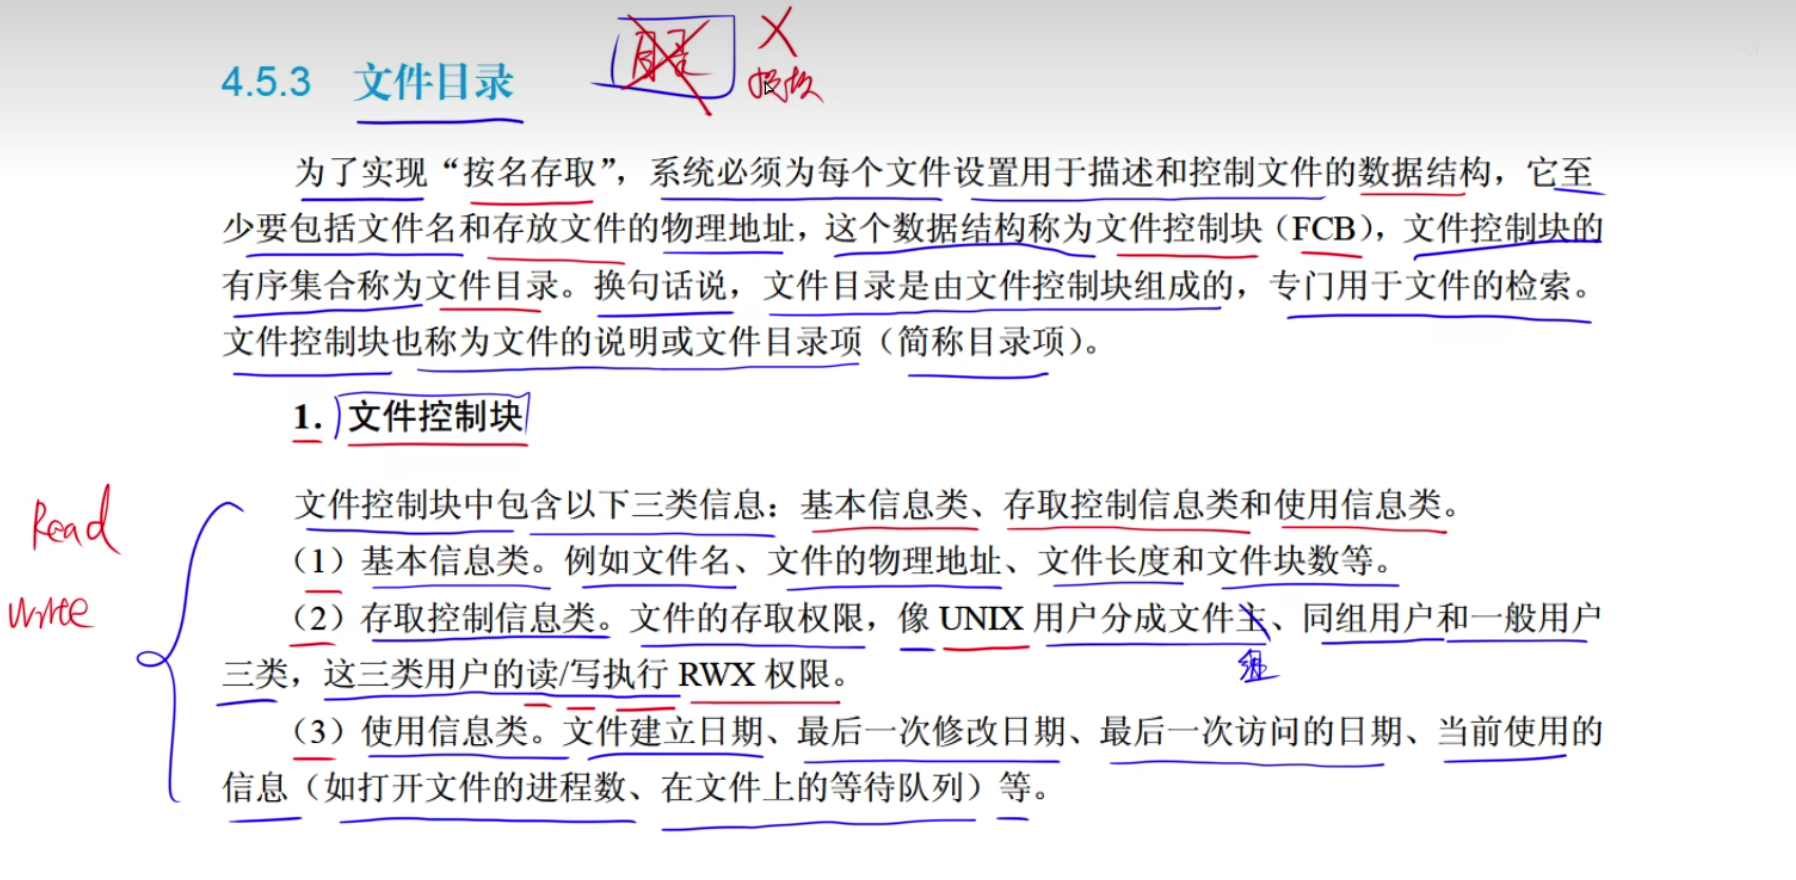 目录
X
损坏
4.5.3 文件目录
为了实现“按名存取”，系统必须为每个文件设置用于描述和控制文件的数据结构，它至
少要包括文件名和存放文件的物理地址，这个数据结构称为文件控制块（FCB），文件控制块的
有序集合称为文件目录。换句话说，文件目录是由文件控制块组成的，专门用于文件的检索。
文件控制块也称为文件的说明或文件目录项（简称目录项）。
1. 文件控制块
文件控制块中包含以下三类信息：基本信息类、存取控制信息类和使用信息类。
Read
（1）基本信息类。例如文件名、文件的物理地址、文件长度和文件块数等。
Write
（2）存取控制信息类。文件的存取权限，像 UNIX 用户分成文件主、同组用户和一般用户
组
三类，这三类用户的读/写执行 RWX 权限。
（3）使用信息类。文件建立日期、最后一次修改日期、最后一次访问的日期、当前使用的
信息（如打开文件的进程数、在文件上的等待队列）等。